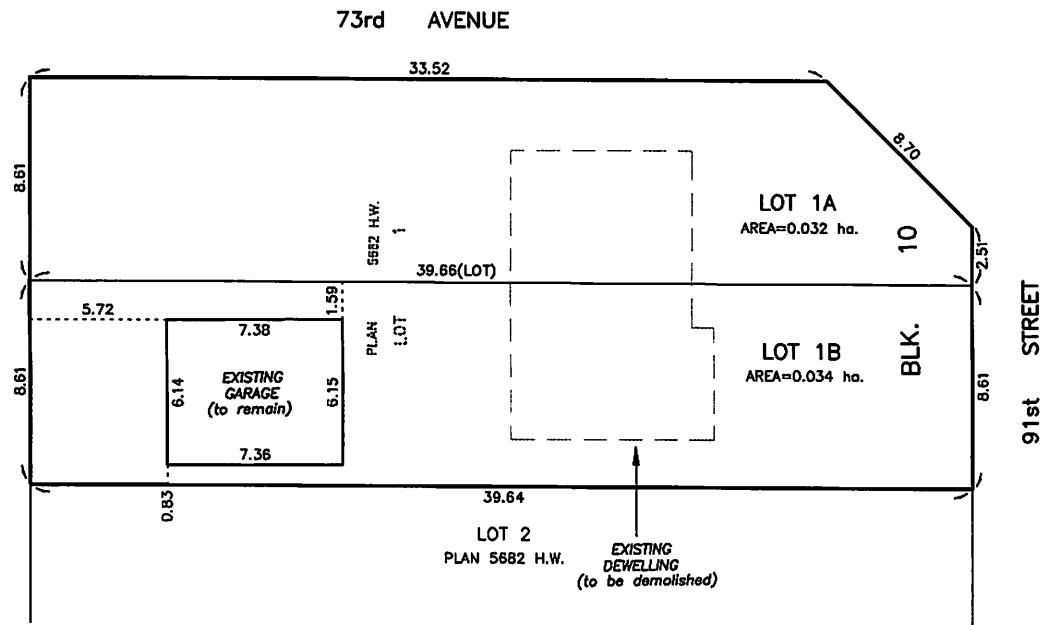 73rd AVENUE
33.52
8.70
8.61
LOT 1A
AREA=0.032 ha.
2.51
39.66(LOT)
5682 H.W.
1
PLAN
LOT
BLK. 10
5.72
1.59
7.38
6.14
EXISTING
GARAGE
(to remain)
6.15
7.36
8.61
LOT 1B
AREA=0.034 ha.
8.61
91st STREET
0.83
39.64
LOT 2
PLAN 5682 H.W.
EXISTING
DEWELLING
(to be demolished)